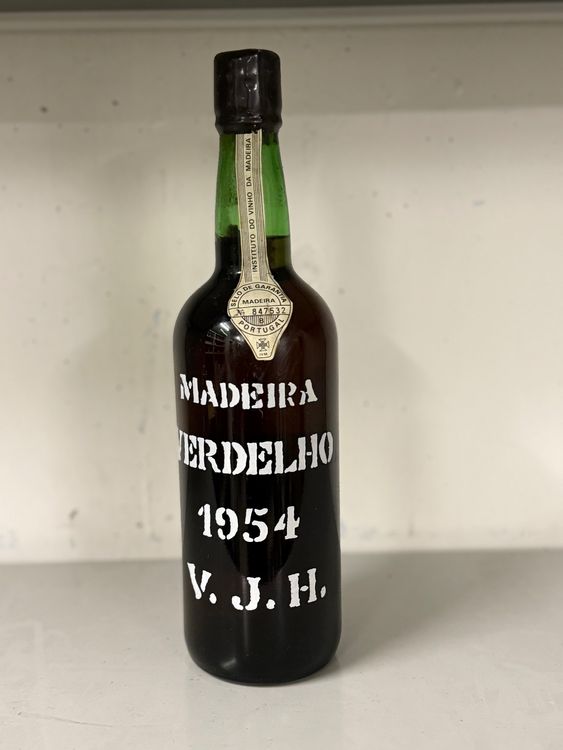 INSTITUTO DO VINHO DA MADEIRA
SELO DE GARANTIA
MADEIRA
847532
PORTUGAL
MADEIRA
VERDELHO
1954
V. J. H.